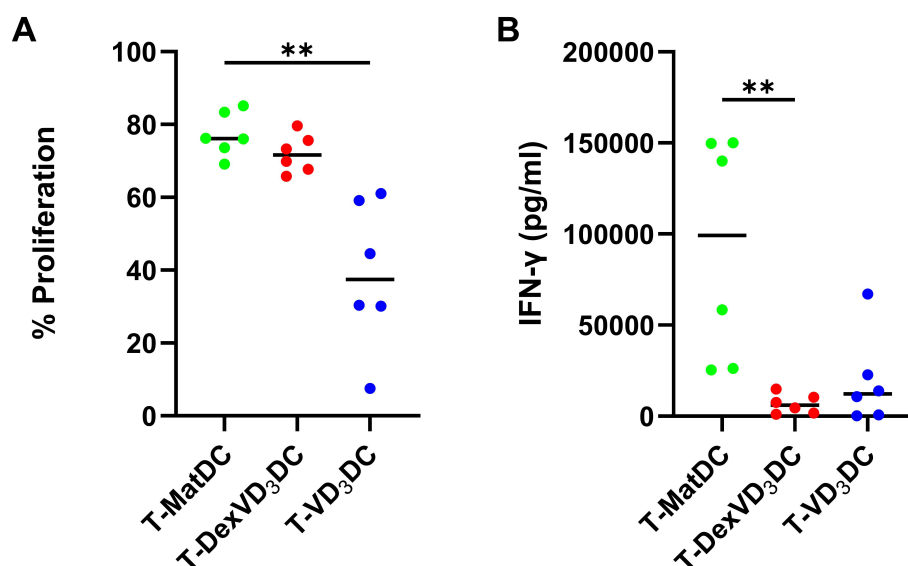 A
% Proliferation
100
80
60
40
20
0
**
T-MatDC
T-DexVD₃DC
T-VD₃DC
B
IFN-γ (pg/ml)
200000
150000
100000
50000
0
**
T-MatDC
T-DexVD₃DC
T-VD₃DC